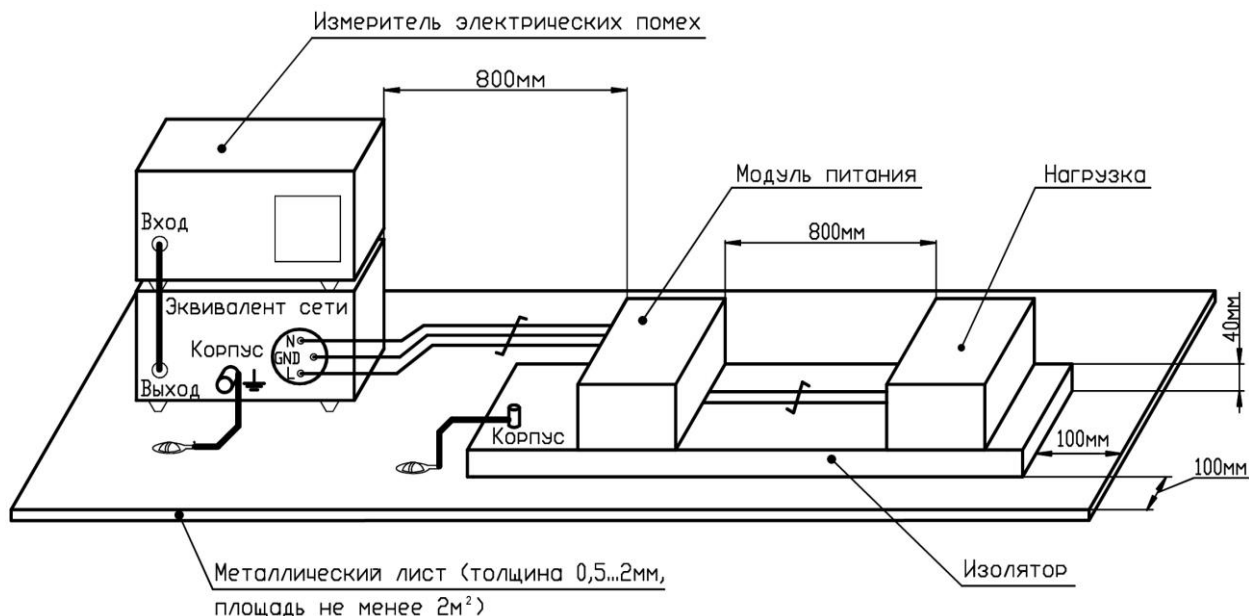 Измеритель электрических помех
800мм
Модуль питания
Нагрузка
800мм
Вход
Эквивалент сети
N
Корпус
GND
L
Выход
40мм
Корпус
100мм
100мм
Изолятор
Металлический лист (толщина 0,5...2мм,
площадь не менее 2м²)